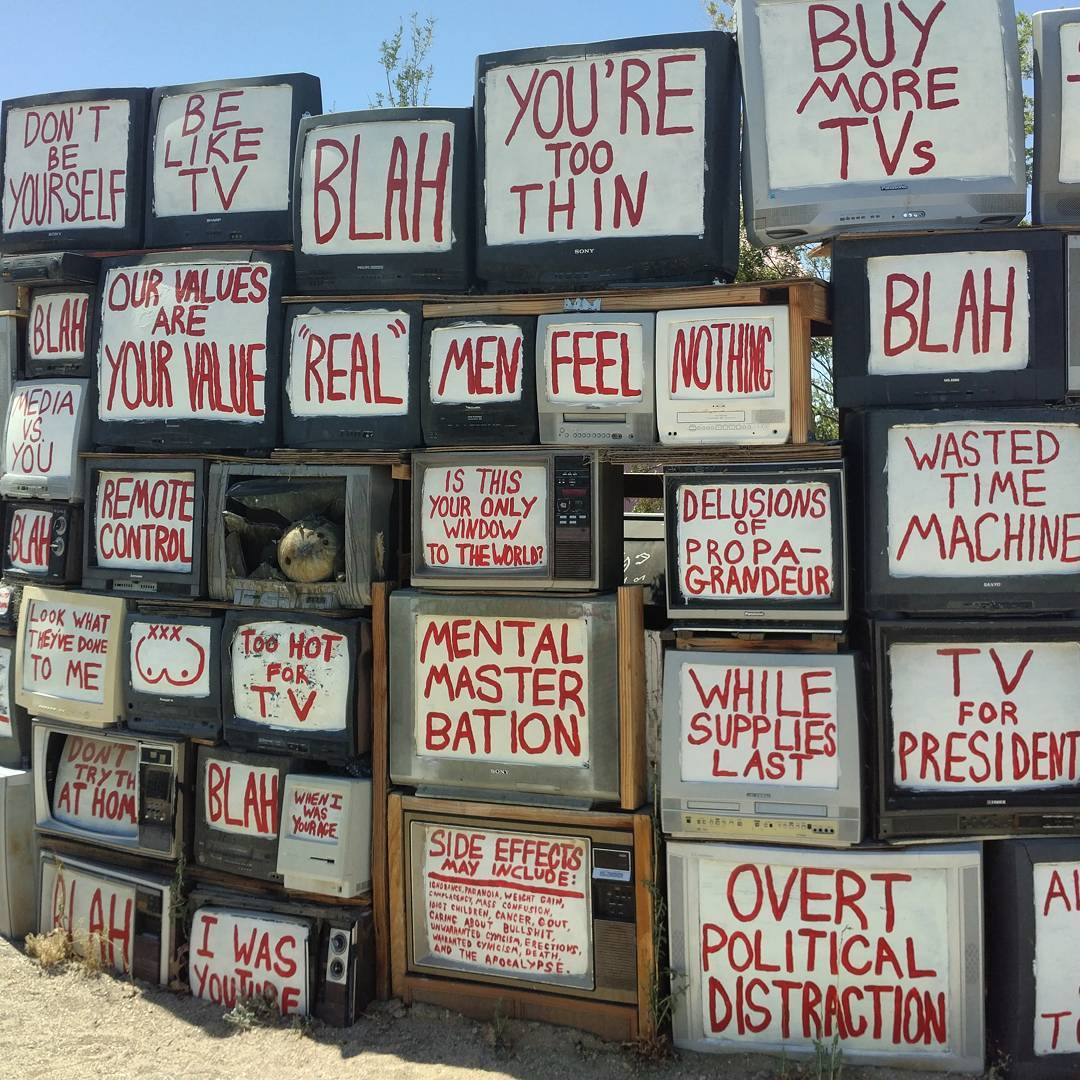 DON'T
BE
YOURSELF
SONY
BE
LIKE
TV
SHARP
BLAH
YOU'RE
TOO
THIN
SONY
BUY
MORE
TVs
Panasonic
BLAH
OUR VALUES
ARE
YOUR VALUE
"REAL"
MEN
FEEL
NOTHING
BLAH
MEDIA
VS.
YOU
BLAH
REMOTE
CONTROL
IS THIS
YOUR ONLY
WINDOW
TO THE WORLD?
DELUSIONS
OF
PROPA-
GRANDEUR
WASTED
TIME
MACHINE
SANYO
LOOK WHAT
THEY'VE DONE
TO ME
XXX
TOO HOT
FOR
TV
MENTAL
MASTER
BATION
SONY
WHILE
SUPPLIES
LAST
TV
FOR
PRESIDENT
DON'T
TRY TH
AT HOM
BLAH
WHEN I
WAS
YOUR AGE
SIDE EFFECTS
MAY INCLUDE:
IGNORANCE, PARANOIA, WEIGHT GAIN,
COMPLACENCY, MASS CONFUSION,
IDIOT CHILDREN, CANCER, GOUT,
CARING ABOUT BULLSHIT,
UNWARRANTED CYNICISM, ERECTIONS,
WARRANTED CYNICISM, DEATH,
AND THE APOCALYPSE.
OVERT
POLITICAL
DISTRACTION
BLAH
I WAS
YOUTUBE